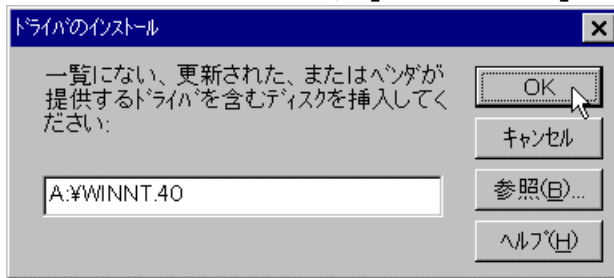 ﾄﾞﾗｲﾊﾞのｲﾝｽﾄｰﾙ
一覧にない、更新された、またはﾍﾞﾝﾀﾞが
提供するﾄﾞﾗｲﾊﾞを含むﾃﾞｨｽｸを挿入してく
ださい:
OK
ｷｬﾝｾﾙ
A:¥WINNT.40
参照(B)...
ﾍﾙﾌﾟ(H)